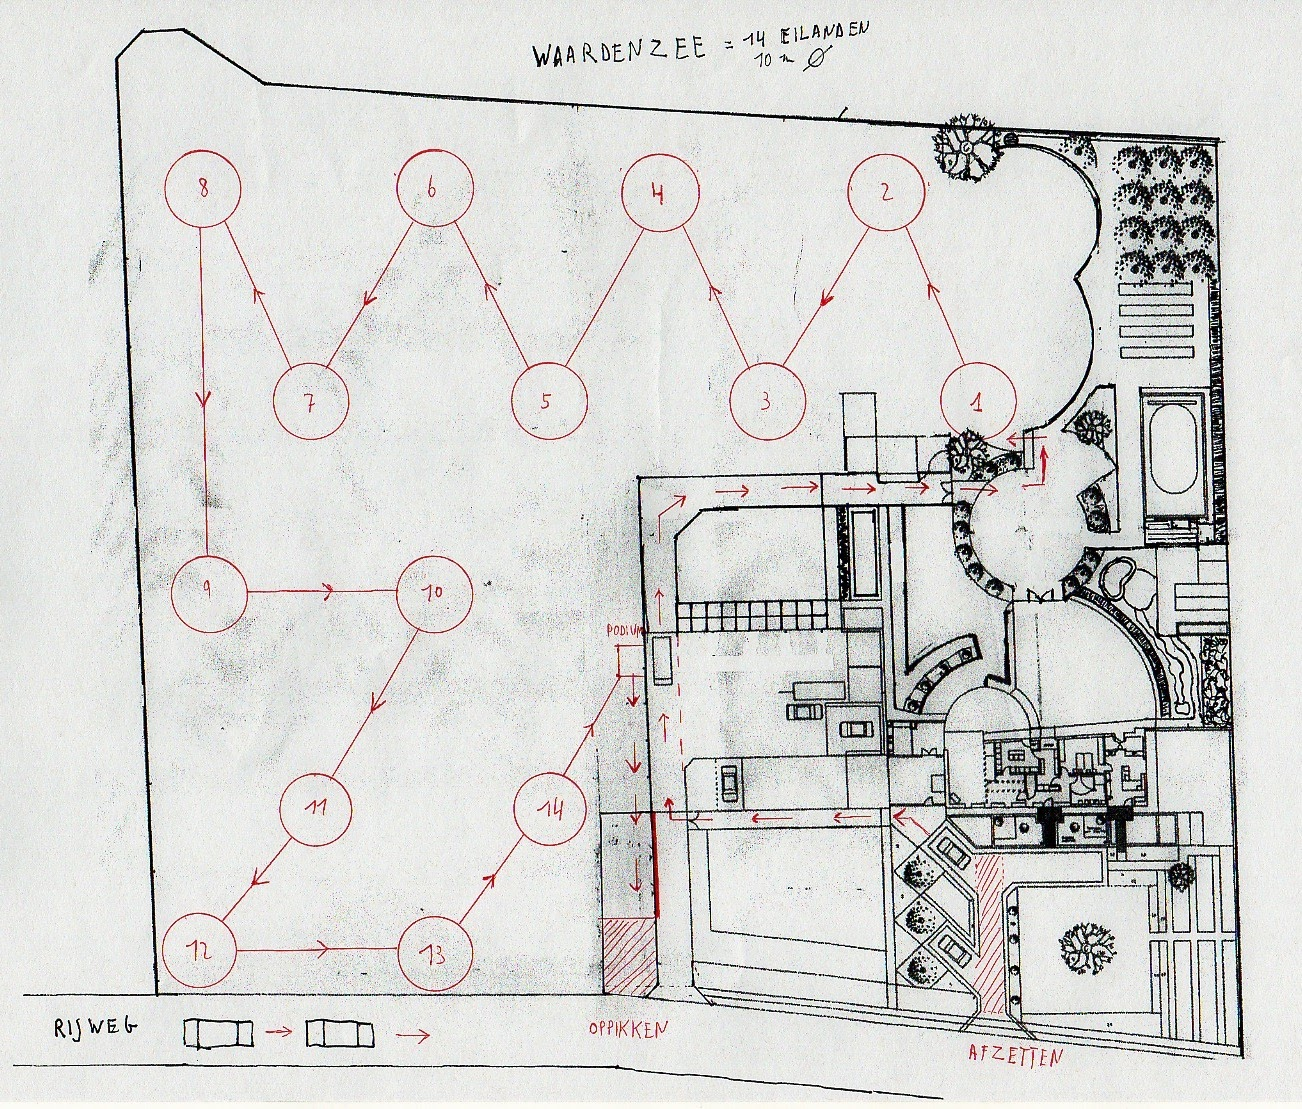 WAARDENZEE = 14 EILANDEN
10 m Ø
8
6
4
2
7
5
3
1
9
10
PODIUM
11
14
12
13
RIJWEG
OPPIKKEN
AFZETTEN